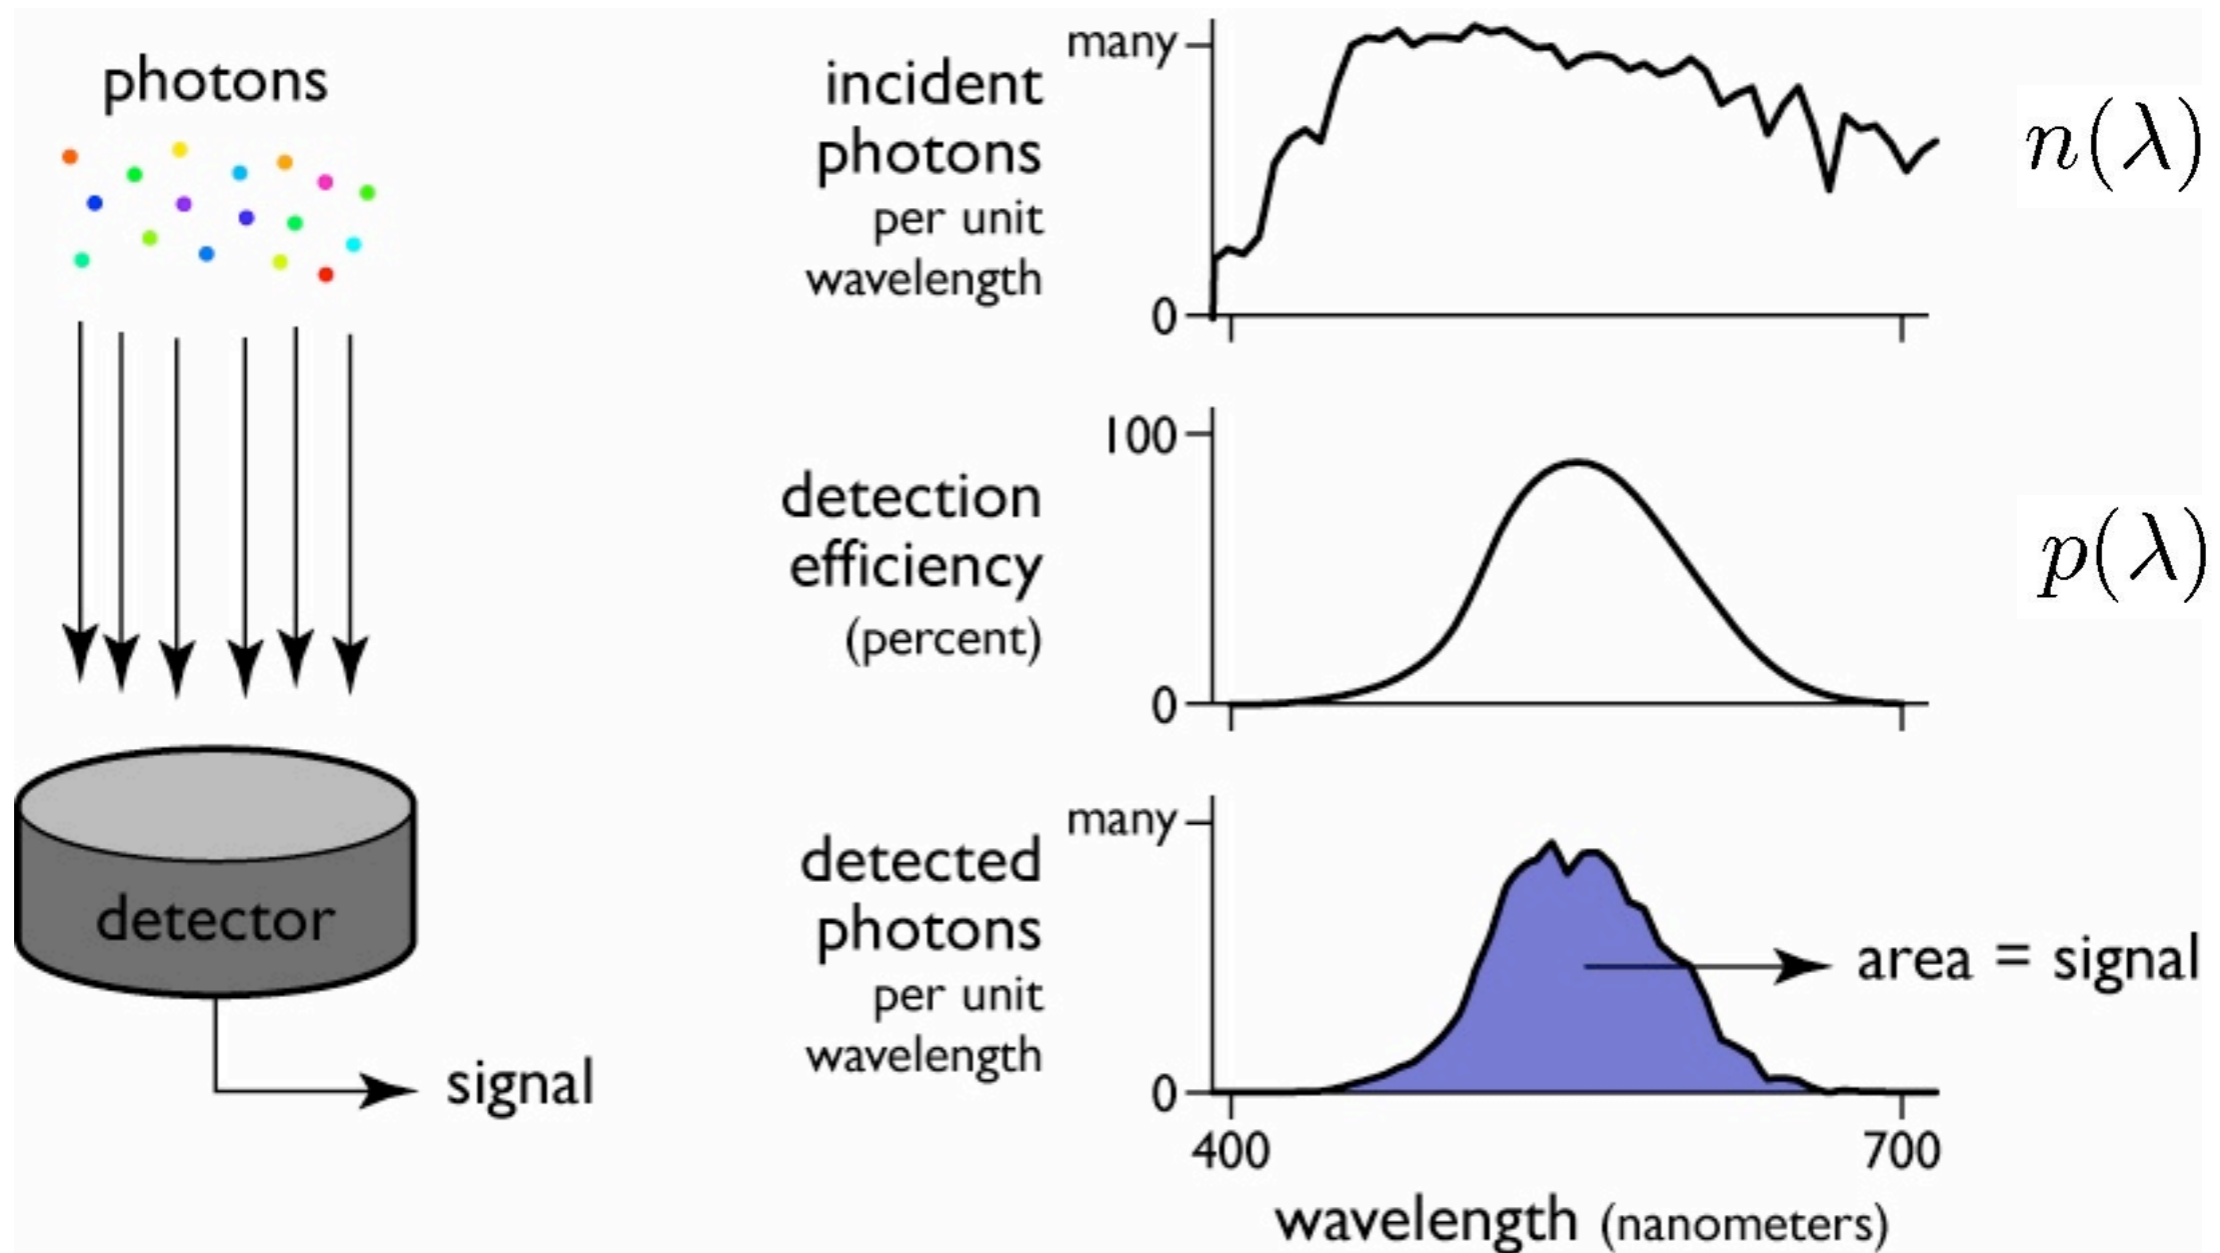 photons
detector
signal
incident
photons
per unit
wavelength
many
0
n(λ)
detection
efficiency
(percent)
100
0
p(λ)
detected
photons
per unit
wavelength
many
0
area = signal
400
700
wavelength (nanometers)